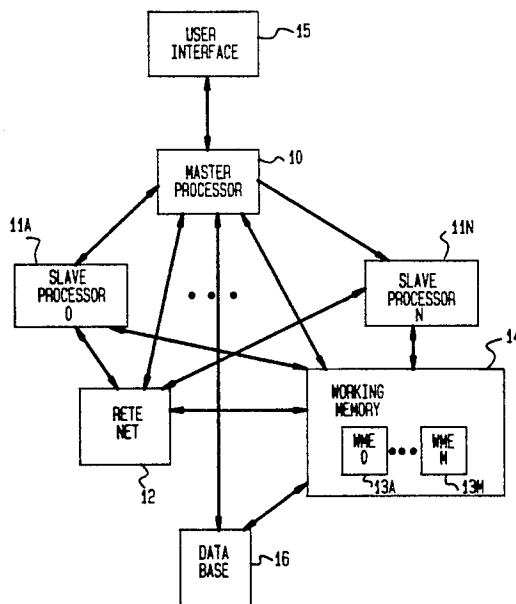 15
USER
INTERFACE
10
MASTER
PROCESSOR
11A
SLAVE
PROCESSOR
0
11N
SLAVE
PROCESSOR
N
14
RETE
NET
12
WORKING
MEMORY
WME
0
WME
M
13A
13M
DATA
BASE
16